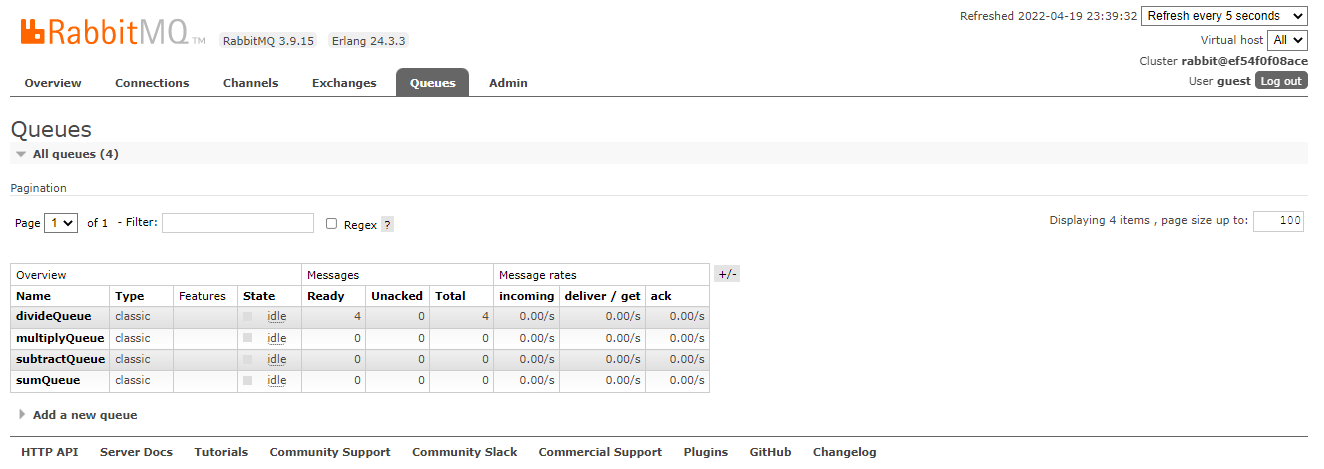 Refreshed 2022-04-19 23:39:32 Refresh every 5 seconds
RabbitMQ TM RabbitMQ 3.9.15 Erlang 24.3.3
Virtual host All
Cluster rabbit@ef54f0f08ace
User guest Log out
Overview Connections Channels Exchanges Queues Admin
Queues
All queues (4)
Pagination
Page 1 of 1 - Filter: Regex ? Displaying 4 items , page size up to: 100
Overview Messages Message rates +/-
Name Type Features State Ready Unacked Total incoming deliver / get ack
divideQueue classic idle 4 0 4 0.00/s 0.00/s 0.00/s
multiplyQueue classic idle 0 0 0 0.00/s 0.00/s 0.00/s
subtractQueue classic idle 0 0 0 0.00/s 0.00/s 0.00/s
sumQueue classic idle 0 0 0 0.00/s 0.00/s 0.00/s
Add a new queue
HTTP API Server Docs Tutorials Community Support Community Slack Commercial Support Plugins GitHub Changelog